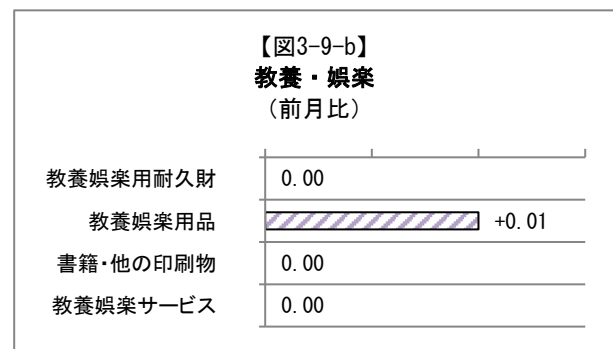 【図3-9-b】
教養・娯楽
（前月比）
教養娯楽用耐久財 0.00
教養娯楽用品 +0.01
書籍・他の印刷物 0.00
教養娯楽サービス 0.00